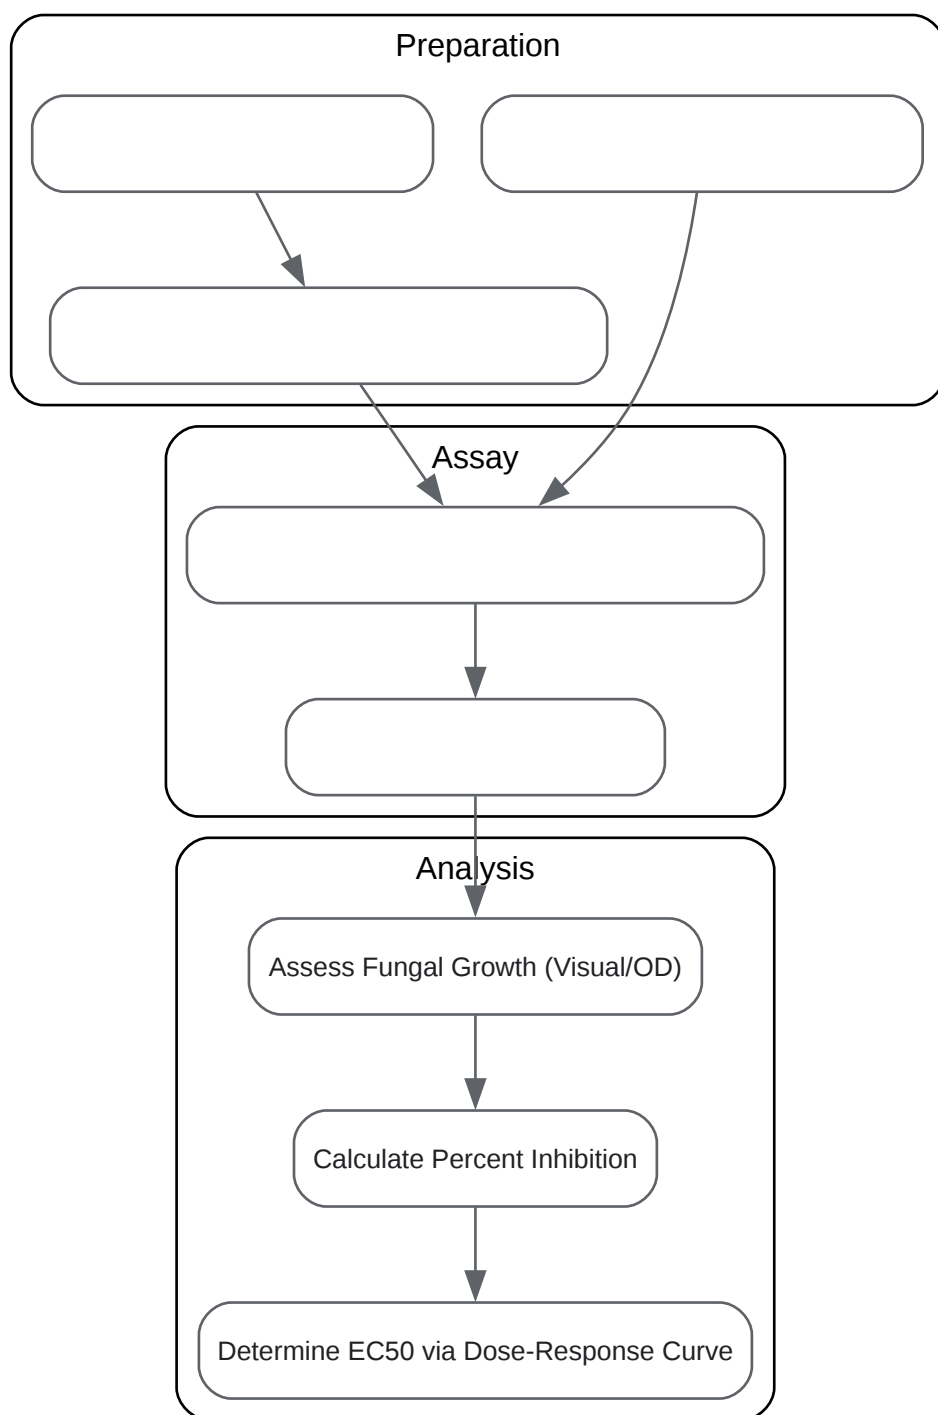 Preparation
Assay
Analysis
Assess Fungal Growth (Visual/OD)
Calculate Percent Inhibition
Determine EC50 via Dose-Response Curve